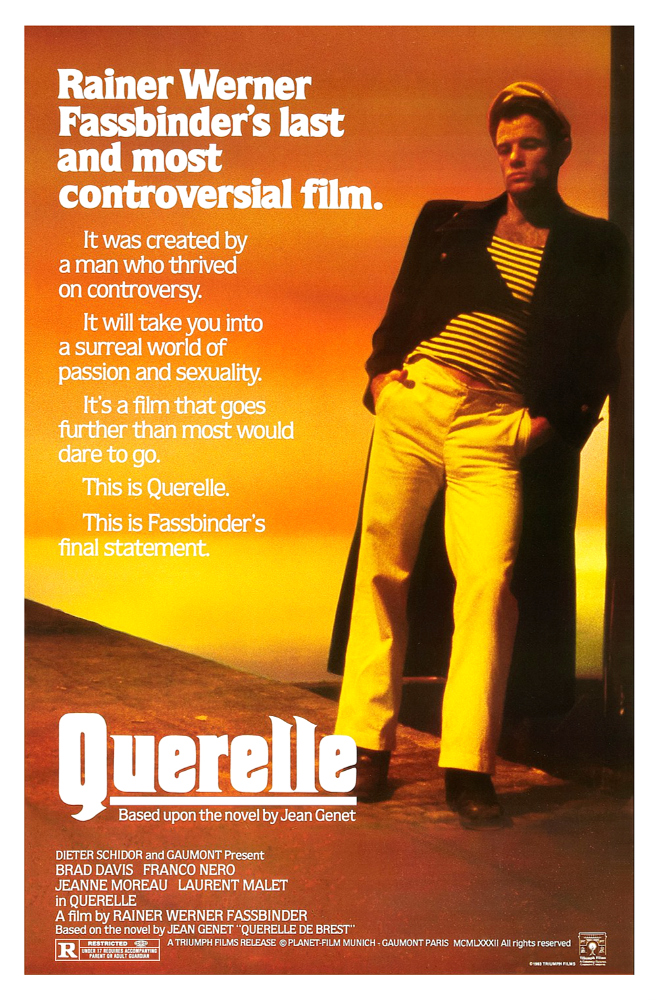 Rainer Werner
Fassbinder's last
and most
controversial film.
It was created by
a man who thrived
on controversy.
It will take you into
a surreal world of
passion and sexuality.
It's a film that goes
further than most would
dare to go.
This is Querelle.
This is Fassbinder's
final statement.
Querelle
Based upon the novel by Jean Genet
DIETER SCHIDOR and GAUMONT Present
BRAD DAVIS FRANCO NERO
JEANNE MOREAU LAURENT MALET
in QUERELLE
A film by RAINER WERNER FASSBINDER
Based on the novel by JEAN GENET "QUERELLE DE BREST"
R RESTRICTED
UNDER 17 REQUIRES ACCOMPANYING
PARENT OR ADULT GUARDIAN
A TRIUMPH FILMS RELEASE © PLANET-FILM MUNICH - GAUMONT PARIS MCMLXXXII All rights reserved
©1983 TRIUMPH FILMS
Triumph Films